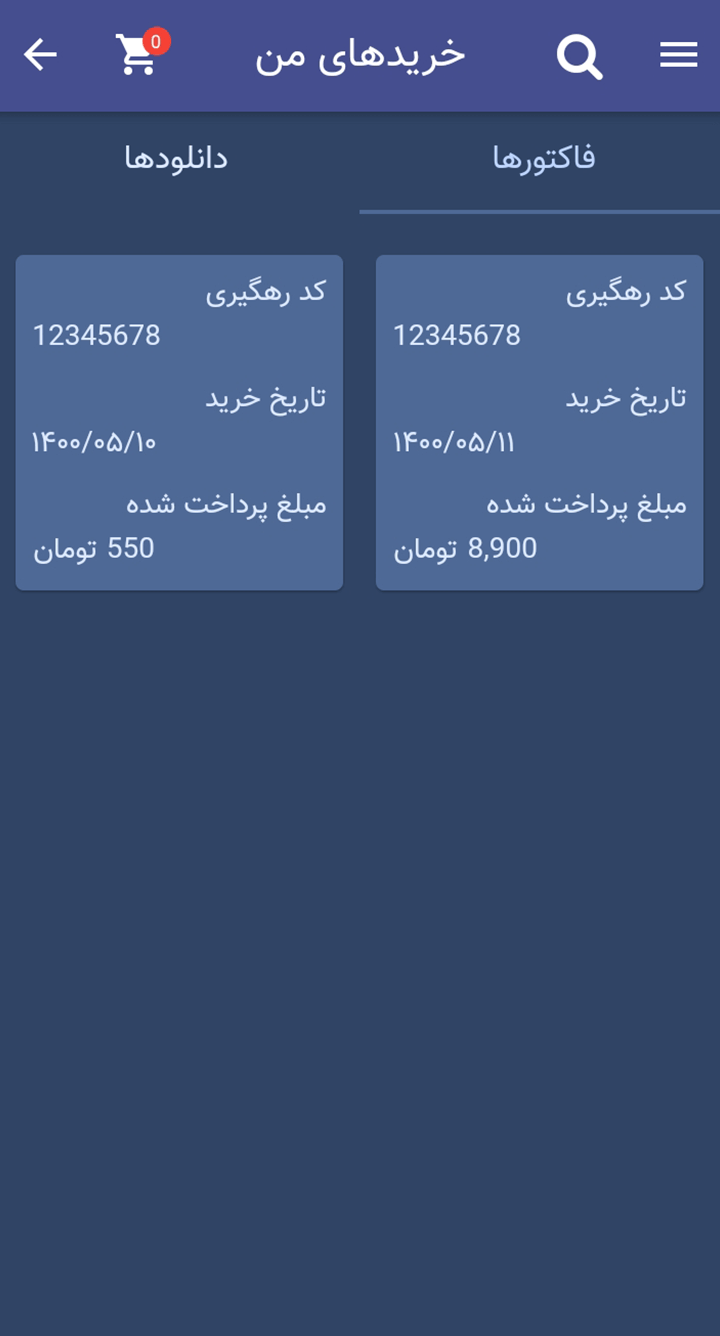 خریدهای من
0
فاکتورها
دانلودها
کد رهگیری
12345678
تاریخ خرید
۱۴۰۰/۰۵/۱۱
مبلغ پرداخت شده
8,900 تومان
کد رهگیری
12345678
تاریخ خرید
۱۴۰۰/۰۵/۱۰
مبلغ پرداخت شده
550 تومان